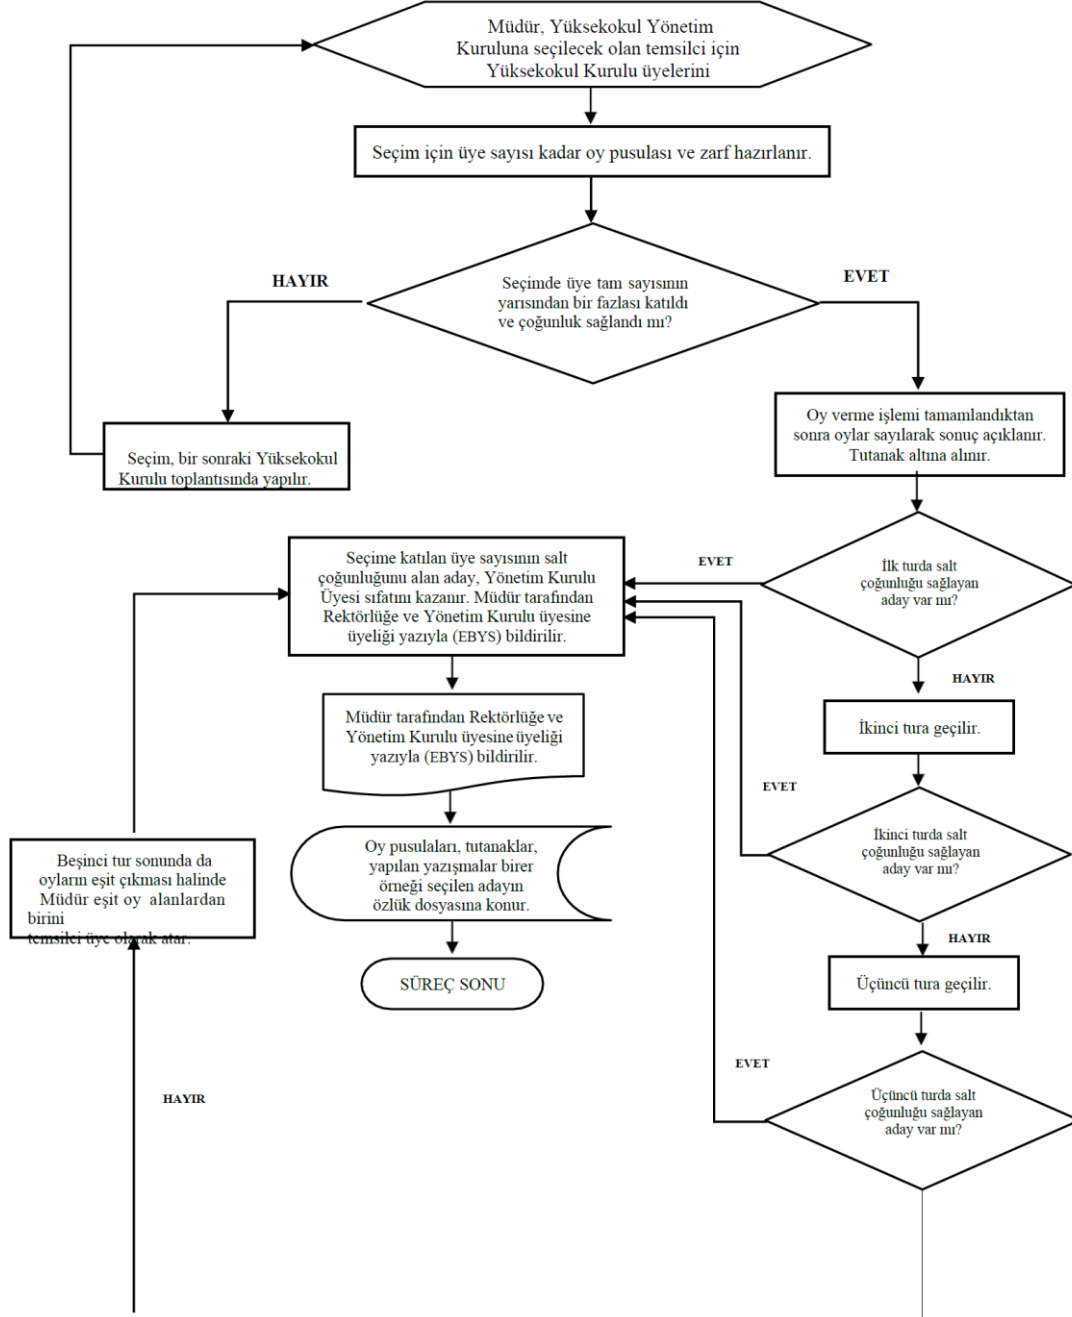 Müdür, Yüksekokul Yönetim
Kuruluna seçilecek olan temsilci için
Yüksekokul Kurulu üyelerini
Seçim için üye sayısı kadar oy pusulası ve zarf hazırlanır.
HAYIR
EVET
Seçimde üye tam sayısının
yarısından bir fazlası katıldı
ve çoğunluk sağlandı mı?
Oy verme işlemi tamamlandıktan
sonra oylar sayılarak sonuç açıklanır.
Tutanak altına alınır.
Seçim, bir sonraki Yüksekokul
Kurulu toplantısında yapılır.
Seçime katılan üye sayısının salt
çoğunluğunu alan aday, Yönetim Kurulu
Üyesi sıfatını kazanır. Müdür tarafından
Rektörlüğe ve Yönetim Kurulu üyesine
üyeliği yazıyla (EBYS) bildirilir.
EVET
İlk turda salt
çoğunluğu sağlayan
aday var mı?
HAYIR
Müdür tarafından Rektörlüğe ve
Yönetim Kurulu üyesine üyeliği
yazıyla (EBYS) bildirilir.
İkinci tura geçilir.
EVET
İkinci turda salt
çoğunluğu sağlayan
aday var mı?
Oy pusulaları, tutanaklar,
yapılan yazışmalar birer
örneği seçilen adayın
özlük dosyasına konur.
Beşinci tur sonunda da
oyların eşit çıkması halinde
Müdür eşit oy alanlardan
birini
temsilci üye olarak atar.
HAYIR
SÜREÇ SONU
Üçüncü tura geçilir.
EVET
Üçüncü turda salt
çoğunluğu sağlayan
aday var mı?
HAYIR